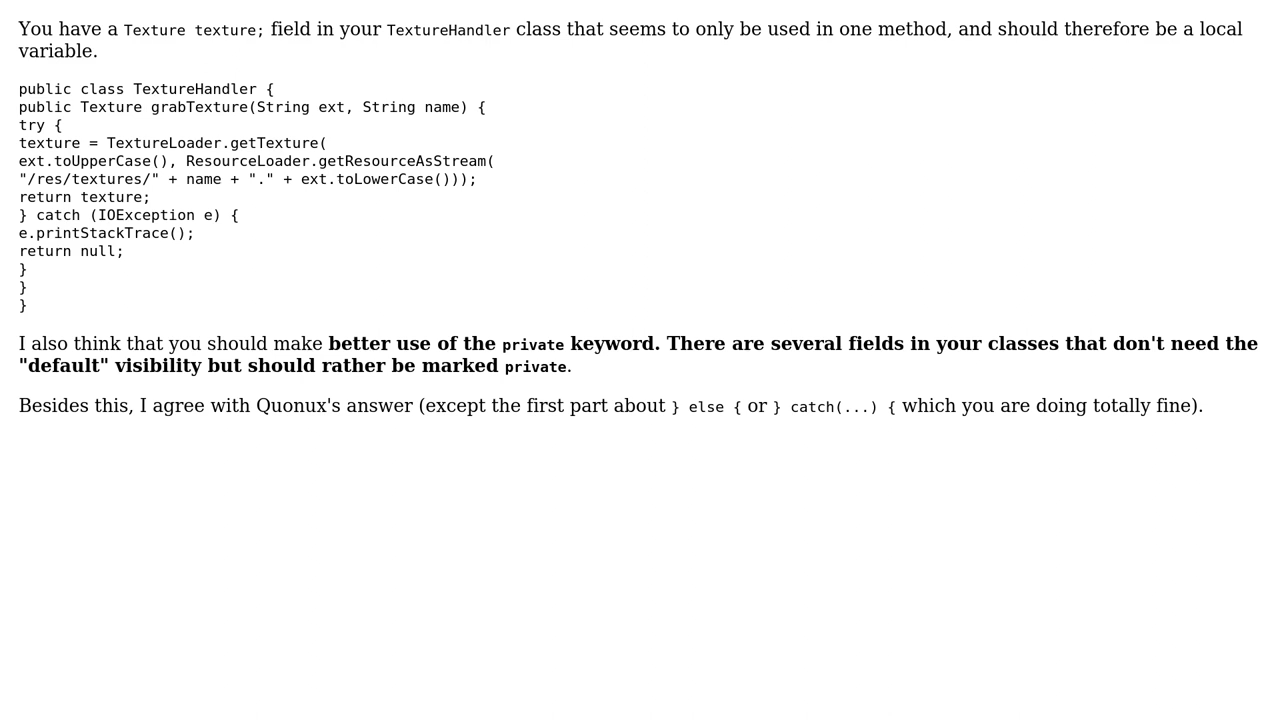 You have a Texture texture; field in your TextureHandler class that seems to only be used in one method, and should therefore be a local
variable.
public class TextureHandler {
public Texture grabTexture(String ext, String name) {
try {
texture = TextureLoader.getTexture(
ext.toUpperCase(), ResourceLoader.getResourceAsStream(
"/res/textures/" + name + "." + ext.toLowerCase()));
return texture;
} catch (IOException e) {
e.printStackTrace();
return null;
}
}
}
I also think that you should make better use of the private keyword. There are several fields in your classes that don't need the
"default" visibility but should rather be marked private.
Besides this, I agree with Quonux's answer (except the first part about } else { or } catch(...) { which you are doing totally fine).